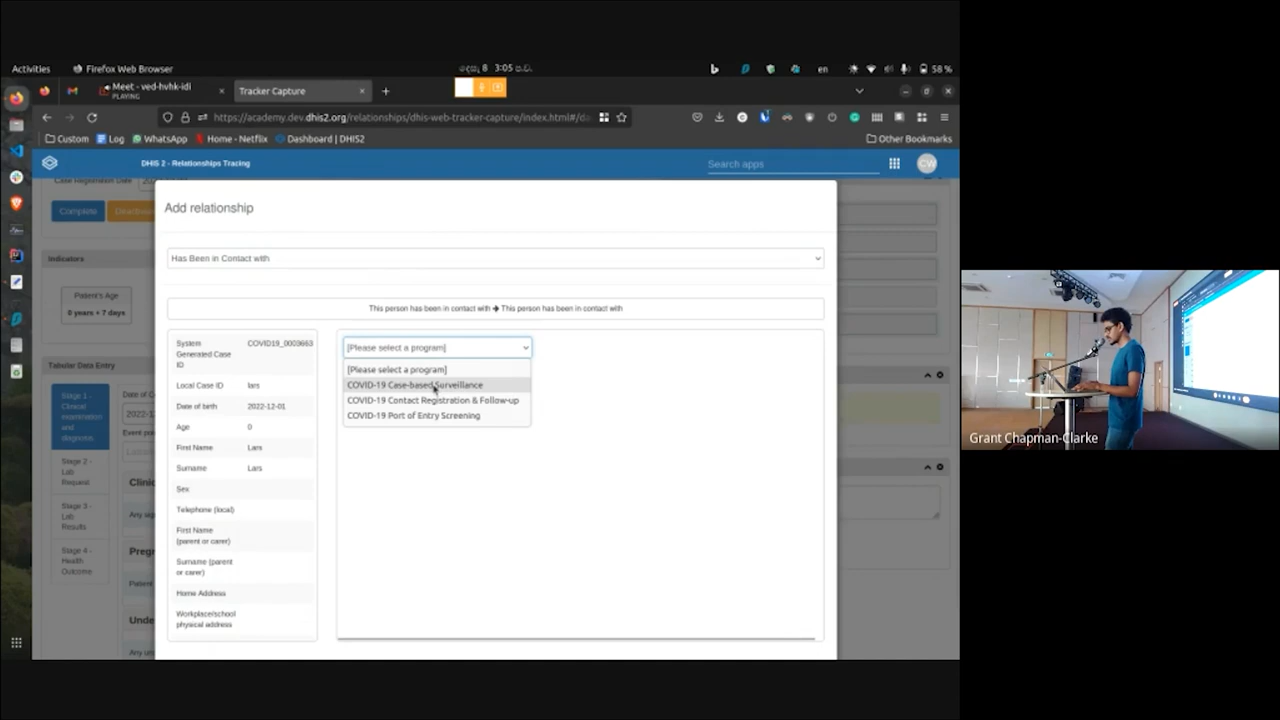 Activities
Firefox Web Browser
3:05
en
58 %
Meet - ved-hvhk-idi
PLAYING
Tracker Capture
https://academy.dev.dhis2.org/relationships/dhis-web-tracker-capture/index.html#/da
Custom
Log
WhatsApp
Home - Netflix
Dashboard | DHIS2
Other Bookmarks
DHIS 2 - Relationships Tracing
Search apps
CW
Case Registration Date
Complete
Add relationship
Has Been in Contact with
Indicators
Patient's Age
0 years + 7 days
This person has been in contact with ➔ This person has been in contact with
System
Generated Case
ID
COVID19_0003663
Local Case ID
lars
Date of birth
2022-12-01
Age
0
First Name
Lars
Surname
Lars
Sex
Telephone (local)
First Name
(parent or carer)
Surname (parent
or carer)
Home Address
Workplace/school
physical address
[Please select a program]
[Please select a program]
COVID-19 Case-based Surveillance
COVID-19 Contact Registration & Follow-up
COVID-19 Port of Entry Screening
Tabular Data Entry
Stage 1 -
Clinical
examination
and
diagnosis
Stage 2 -
Lab
Request
Stage 3 -
Lab
Results
Stage 4 -
Health
Outcome
2022-12
Patient
Grant Chapman-Clarke